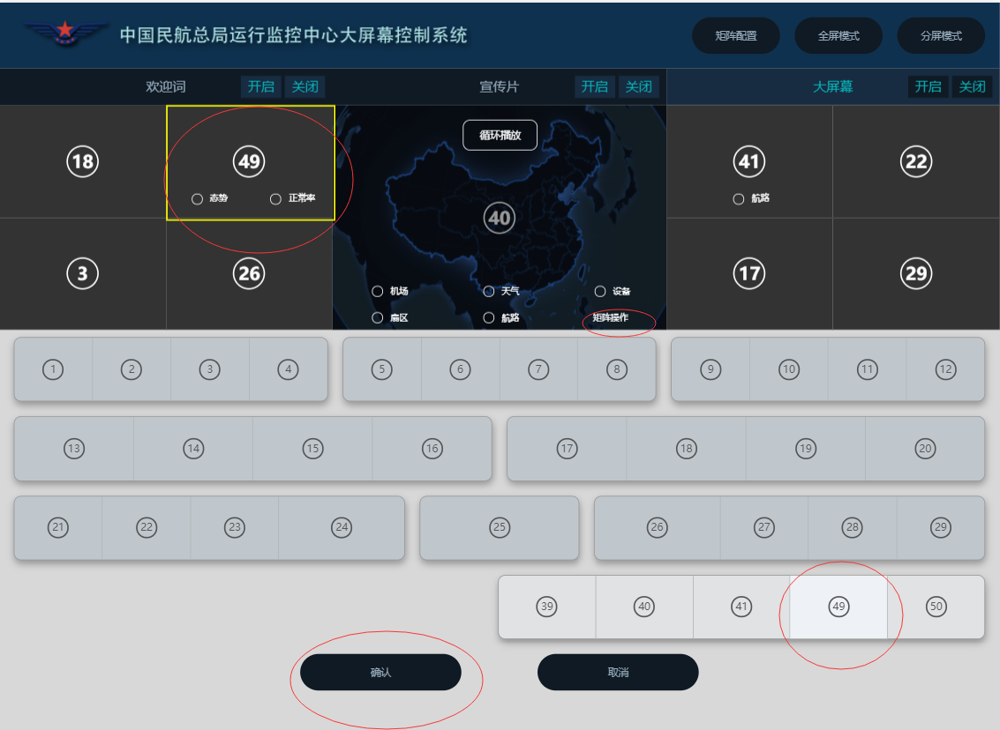 中国民航总局运行监控中心大屏幕控制系统 矩阵配置 全屏模式 分屏模式
欢迎词 开启 关闭 宣传片 开启 关闭 大屏幕 开启 关闭
循环播放
18 49 41 22
态势 正常率 航路
40
3 26 17 29
机场 天气 设备
扇区 航路 矩阵操作
1 2 3 4 5 6 7 8 9 10 11 12
13 14 15 16 17 18 19 20
21 22 23 24 25 26 27 28 29
39 40 41 49 50
确认 取消